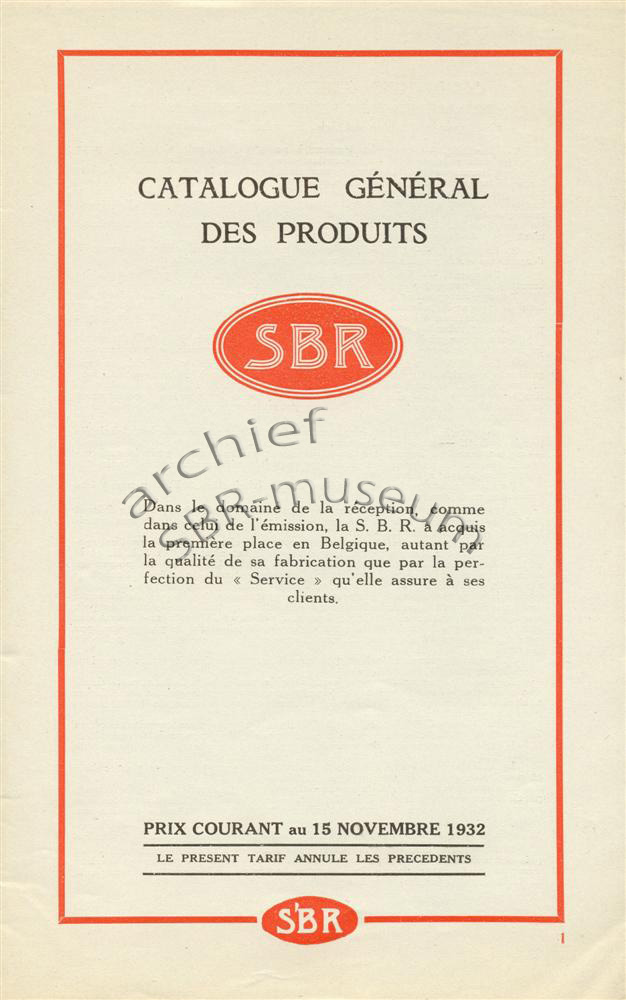 CATALOGUE GÉNÉRAL
DES PRODUITS
SBR
archief
SBR-museum
Dans le domaine de la réception, comme
dans celui de l'émission, la S. B. R. a acquis
la première place en Belgique, autant par
la qualité de sa fabrication que par la per-
fection du « Service » qu'elle assure à ses
clients.
PRIX COURANT au 15 NOVEMBRE 1932
LE PRESENT TARIF ANNULE LES PRECEDENTS
SBR
1